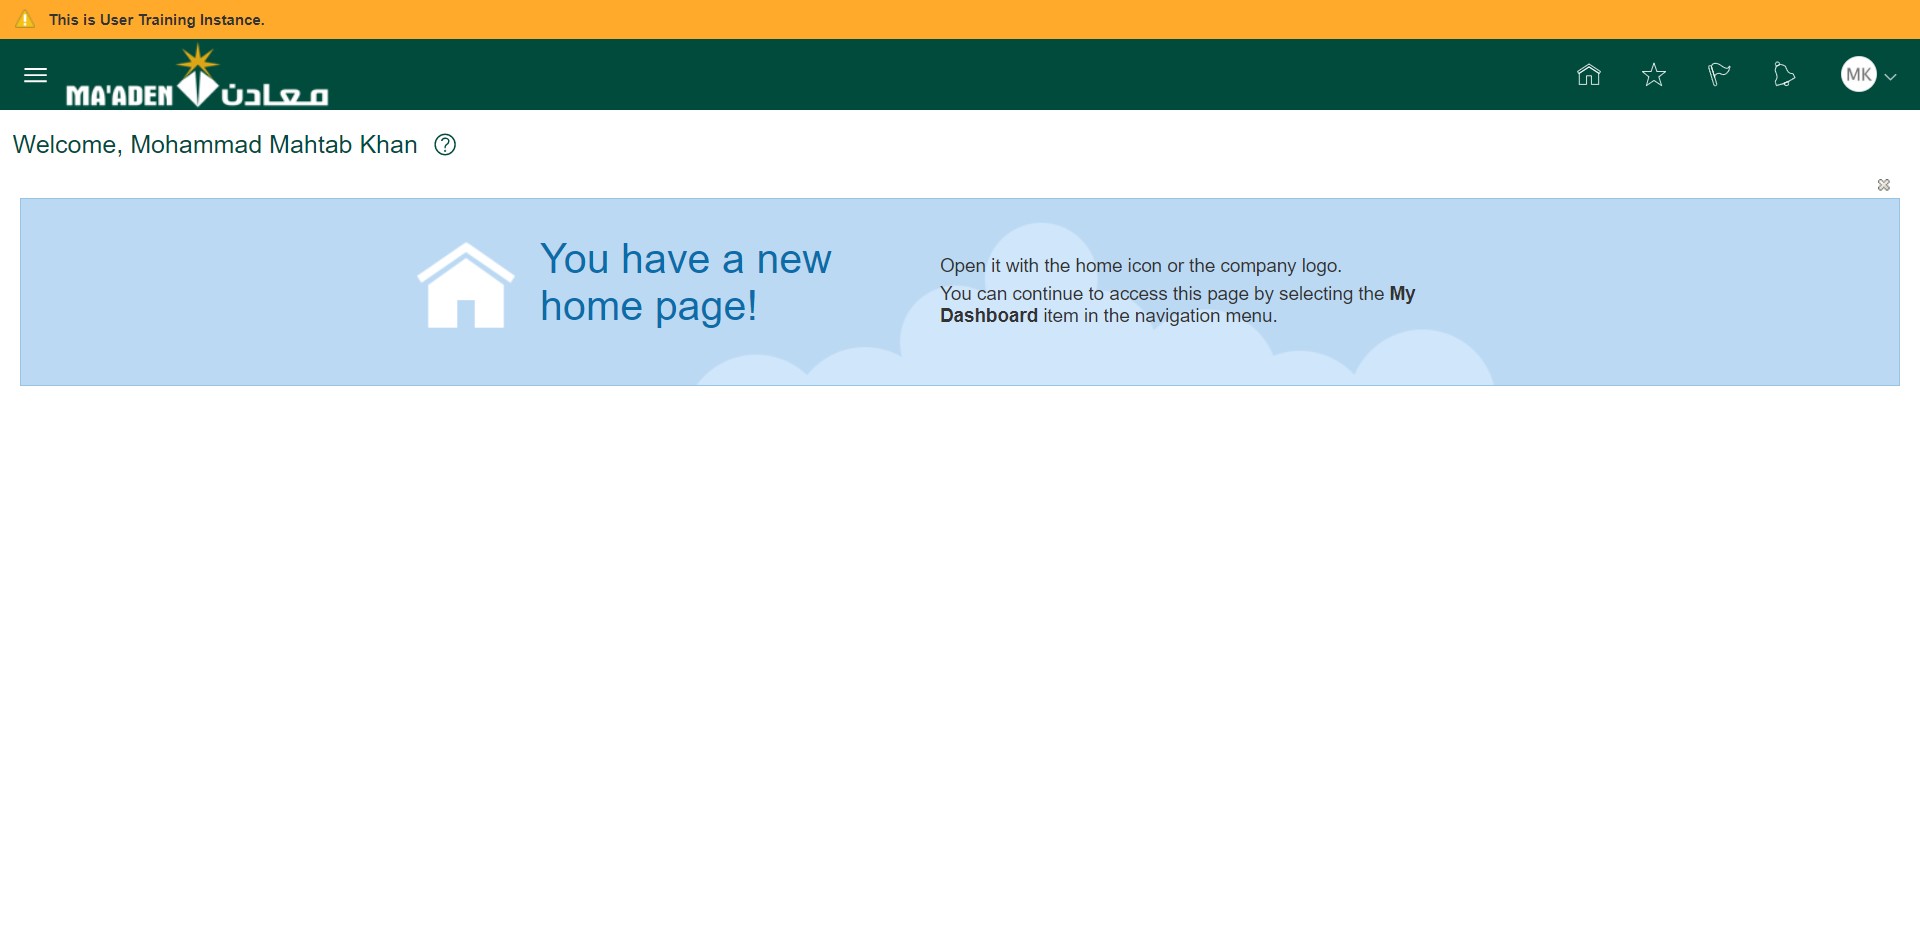 This is User Training Instance.
MA'ADEN معادن
MK
Welcome, Mohammad Mahtab Khan
You have a new
home page!
Open it with the home icon or the company logo.
You can continue to access this page by selecting the My
Dashboard item in the navigation menu.